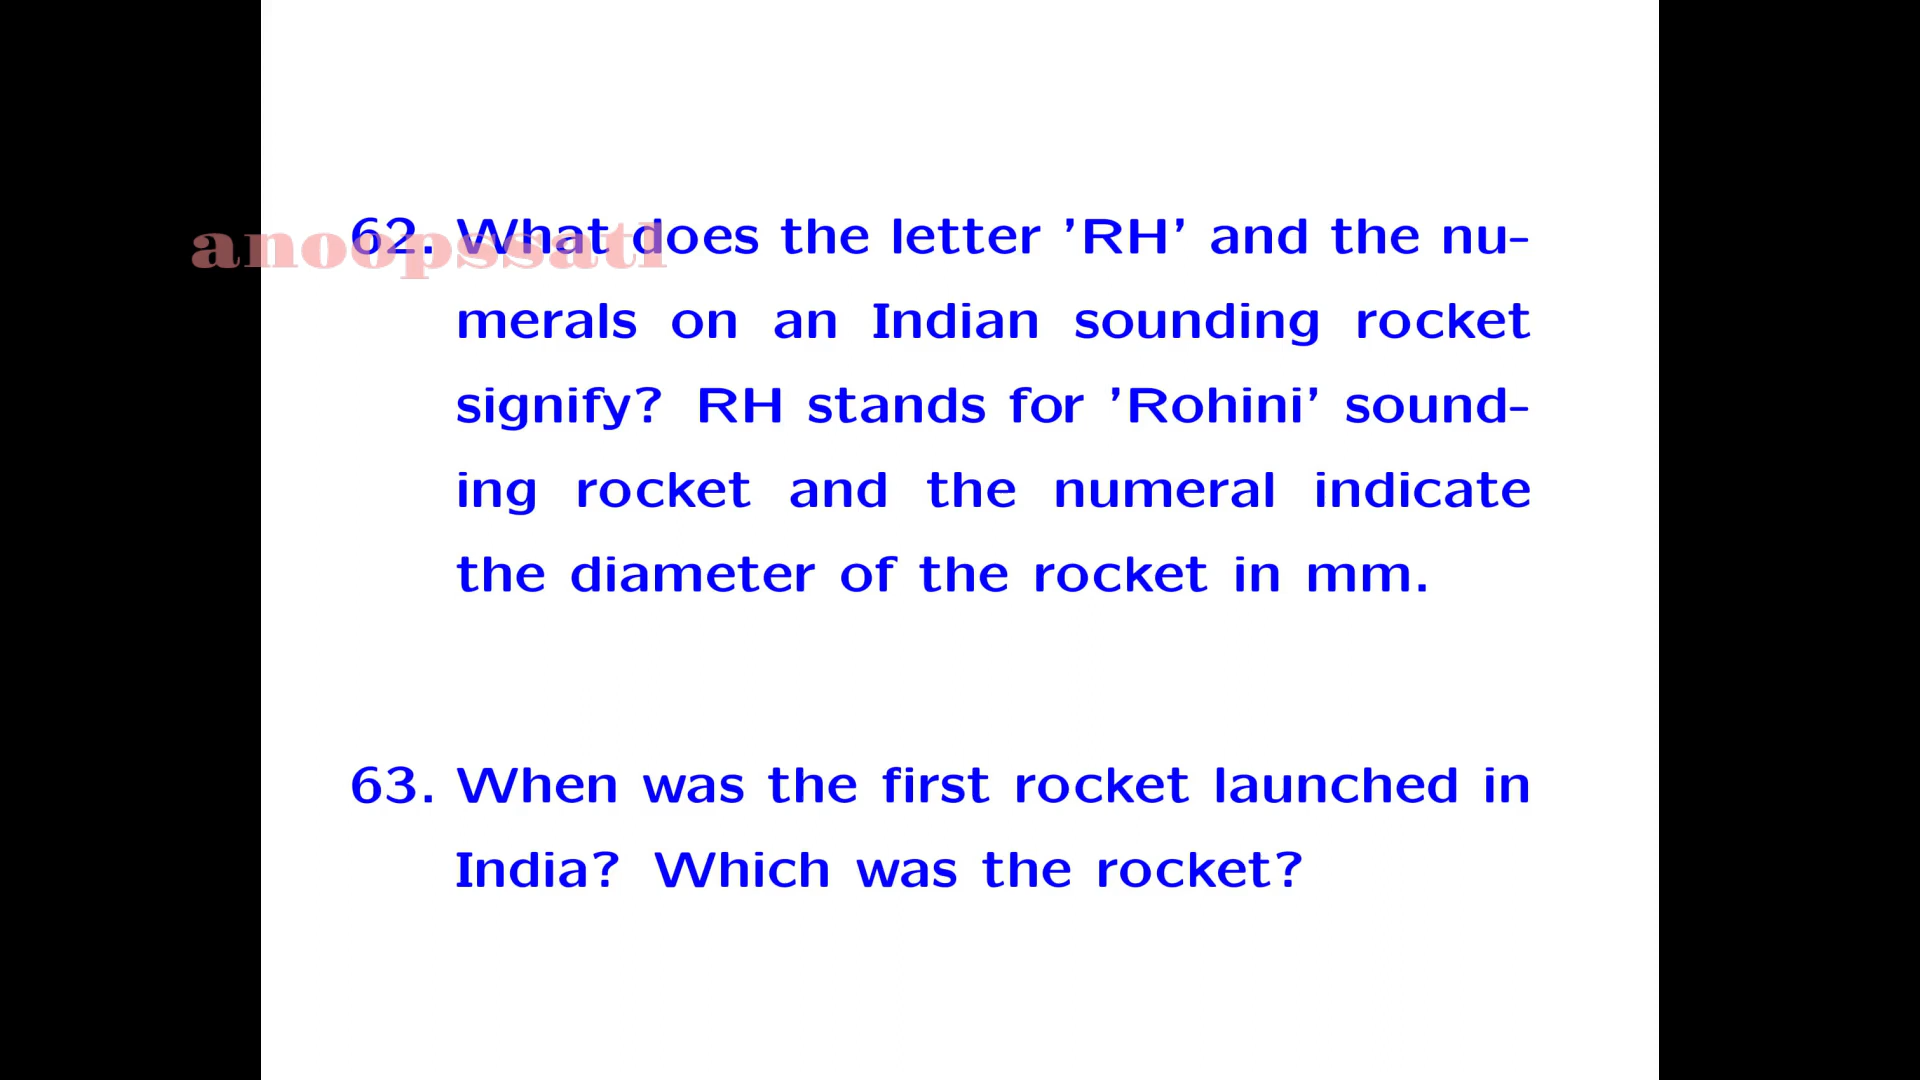 62. What does the letter 'RH' and the nu-
merals on an Indian sounding rocket
signify? RH stands for 'Rohini' sound-
ing rocket and the numeral indicate
the diameter of the rocket in mm.
63. When was the first rocket launched in
India? Which was the rocket?
anoopssatl